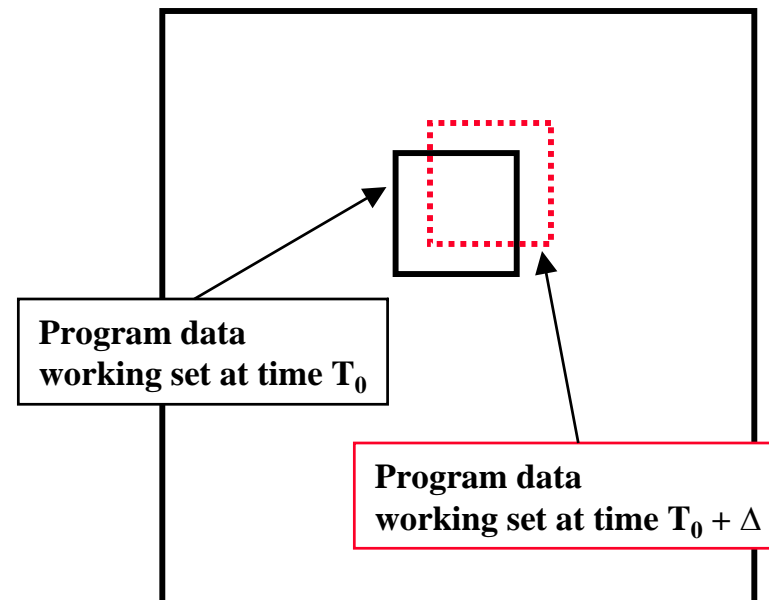 Program data
working set at time T₀
Program data
working set at time T₀ + Δ